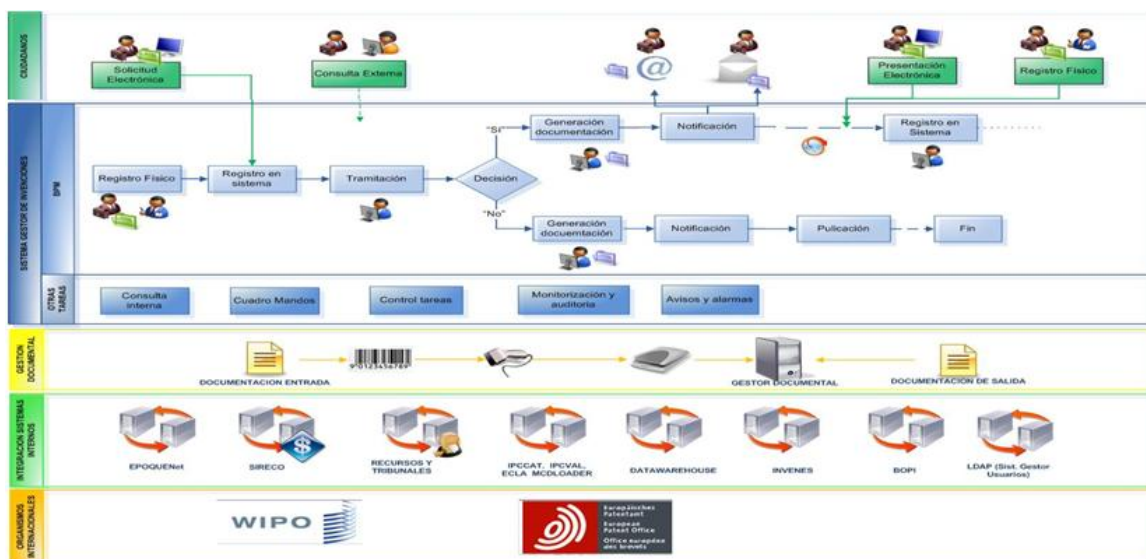 CIUDADANOS
Solicitud
Electrónica
Consulta Externa
@
Presentación
Electrónica
Registro Físico
SISTEMA GESTOR DE INVENCIONES
BPM
Registro Físico
Registro en
sistema
Tramitación
Decisión
"Si"
Generación
documentación
Notificación
Registro en
Sistema
"No"
Generación
docuemtación
Notificación
Pulicación
Fin
OTRAS
TAREAS
Consulta
interna
Cuadro Mandos
Control tareas
Monitorización y
auditoria
Avisos y alarmas
GESTION
DOCUMENTAL
9 0123456789
DOCUMENTACION ENTRADA
GESTOR DOCUMENTAL
DOCUMENTACION DE SALIDA
INTEGRACION SISTEMAS
INTERNOS
EPOQUENet
$
SIRECO
RECURSOS Y
TRIBUNALES
IPCCAT, IPCVAL,
ECLA MCDLOADER
DATAWAREHOUSE
INVENES
BOPI
LDAP (Sist. Gestor
Usuarios)
ORGANISMOS
INTERNACIONALES
WIPO
Europäisches
Patentamt
European
Patent Office
Office européen
des brevets